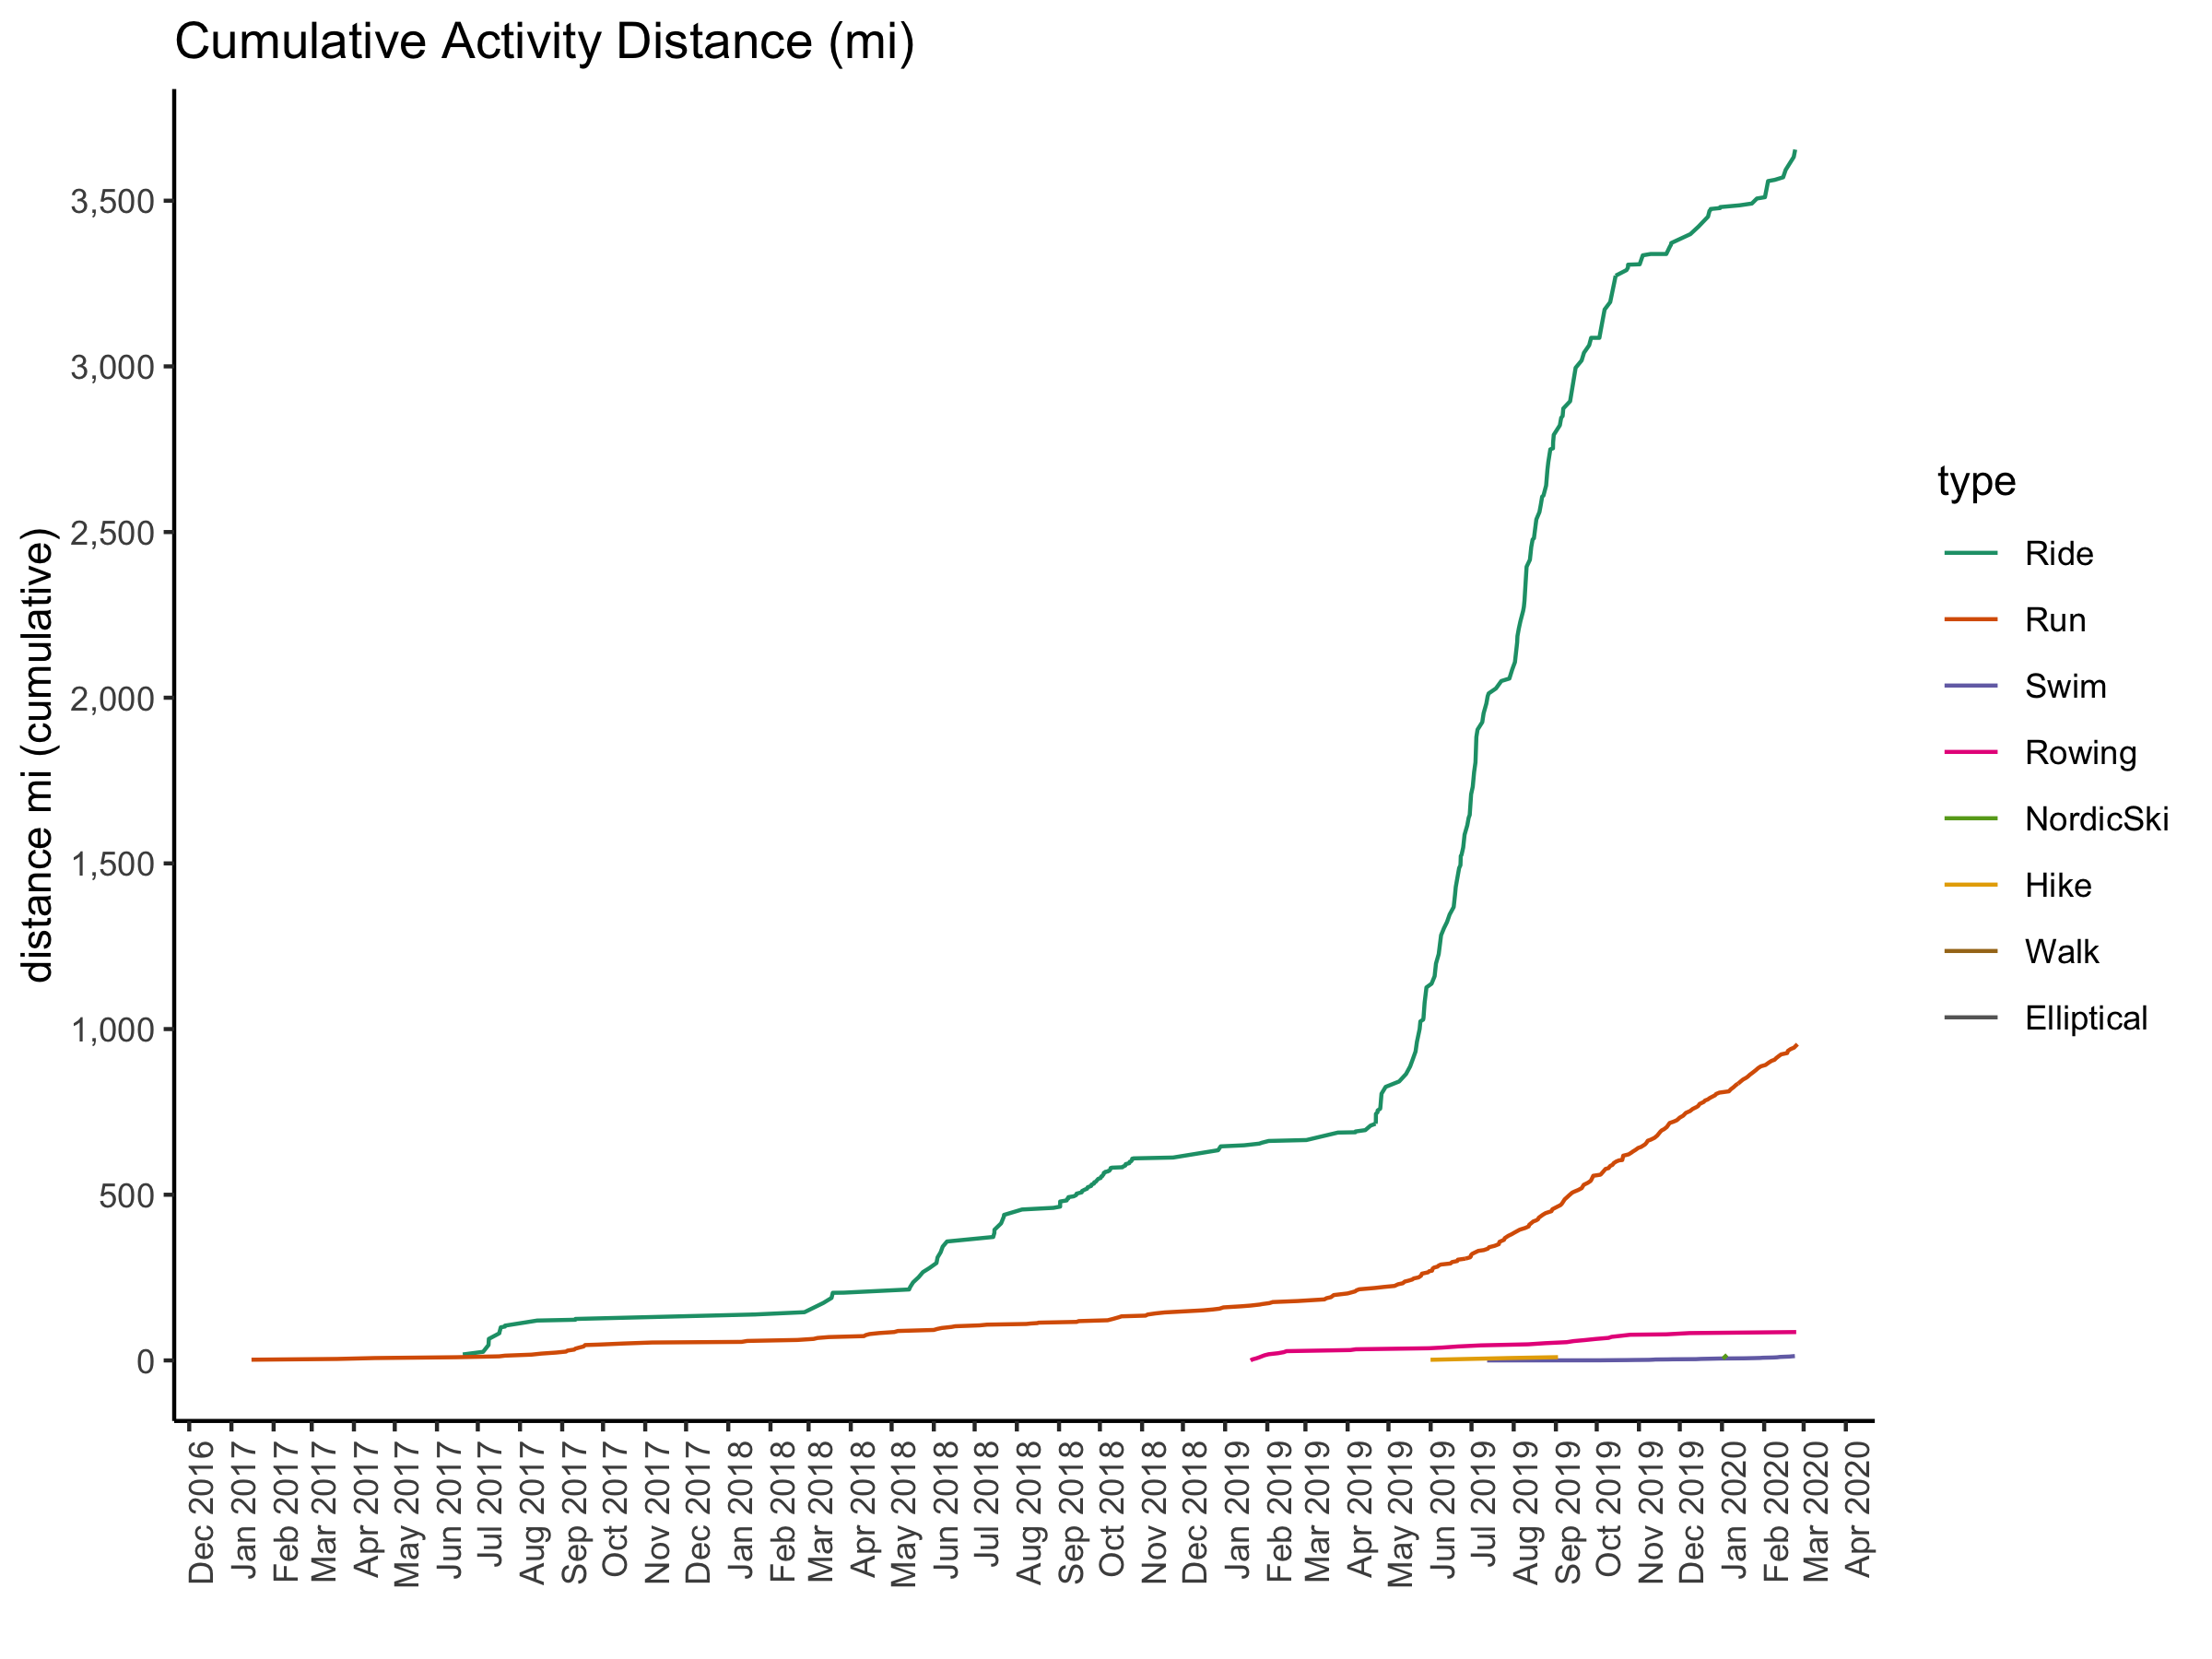 Cumulative Activity Distance (mi)
distance mi (cumulative)
3,500
3,000
2,500
2,000
1,500
1,000
500
0
Dec 2016
Jan 2017
Feb 2017
Mar 2017
Apr 2017
May 2017
Jun 2017
Jul 2017
Aug 2017
Sep 2017
Oct 2017
Nov 2017
Dec 2017
Jan 2018
Feb 2018
Mar 2018
Apr 2018
May 2018
Jun 2018
Jul 2018
Aug 2018
Sep 2018
Oct 2018
Nov 2018
Dec 2018
Jan 2019
Feb 2019
Mar 2019
Apr 2019
May 2019
Jun 2019
Jul 2019
Aug 2019
Sep 2019
Oct 2019
Nov 2019
Dec 2019
Jan 2020
Feb 2020
Mar 2020
Apr 2020
type
Ride
Run
Swim
Rowing
NordicSki
Hike
Walk
Elliptical